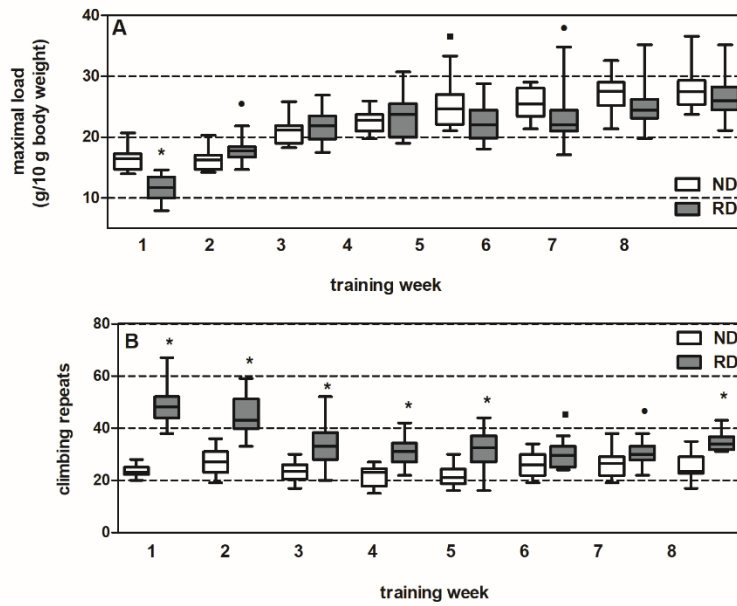 A
maximal load
(g/10 g body weight)
40
30
20
10
*
ND
RD
1 2 3 4 5 6 7 8
training week
B
climbing repeats
80
60
40
20
0
* * * * * *
ND
RD
1 2 3 4 5 6 7 8
training week